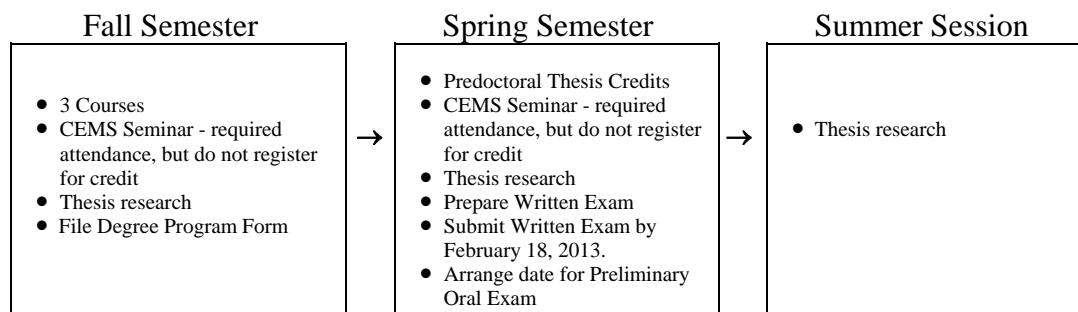 Fall Semester
● 3 Courses
● CEMS Seminar - required
attendance, but do not register
for credit
● Thesis research
● File Degree Program Form
→
Spring Semester
● Predoctoral Thesis Credits
● CEMS Seminar - required
attendance, but do not register
for credit
● Thesis research
● Prepare Written Exam
● Submit Written Exam by
February 18, 2013.
● Arrange date for Preliminary
Oral Exam
→
Summer Session
● Thesis research